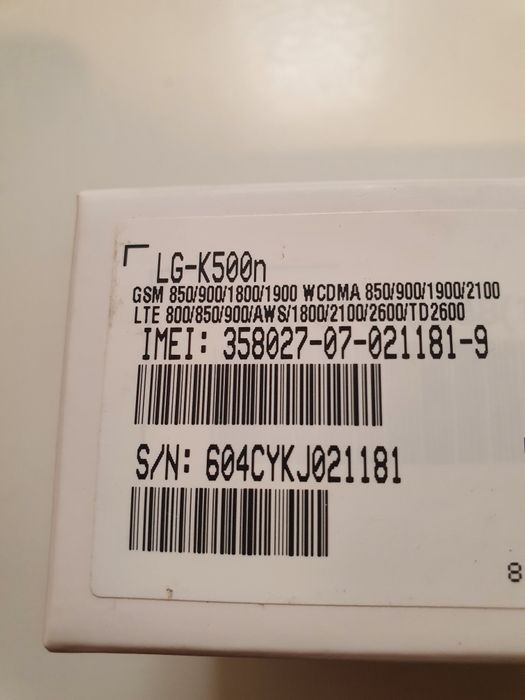 LG-K500n
GSM 850/900/1800/1900 WCDMA 850/900/1900/2100
LTE 800/850/900/AWS/1800/2100/2600/TD2600
IMEI: 358027-07-021181-9
S/N: 604CYKJ021181
8